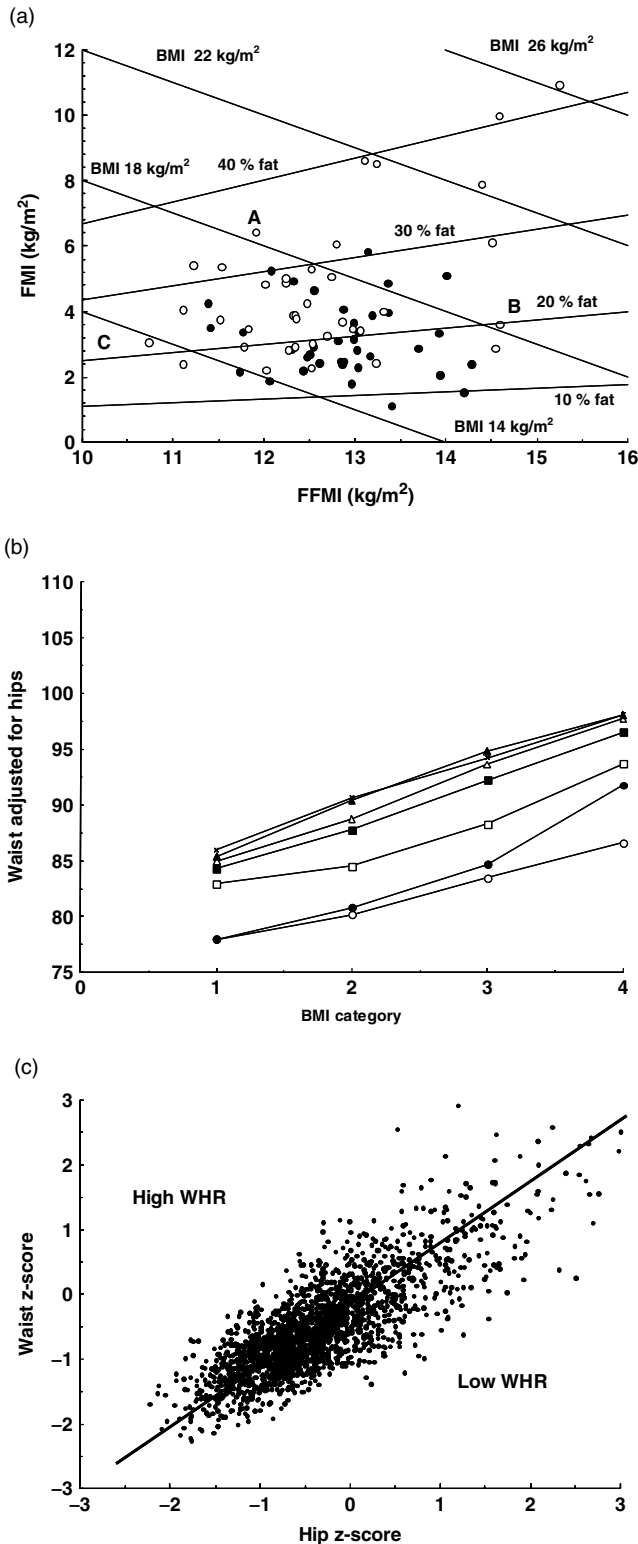 (a)
12
10
8
6
4
2
0
BMI 22 kg/m²
BMI 26 kg/m²
BMI 18 kg/m²
40 % fat
A
30 % fat
B
20 % fat
C
10 % fat
BMI 14 kg/m²
FMI (kg/m²)
10 11 12 13 14 15 16
FFMI (kg/m²)
(b)
110
105
100
95
90
85
80
75
Waist adjusted for hips
0 1 2 3 4
BMI category
(c)
3
2
1
0
−1
−2
−3
High WHR
Low WHR
Waist z-score
−3 −2 −1 0 1 2 3
Hip z-score